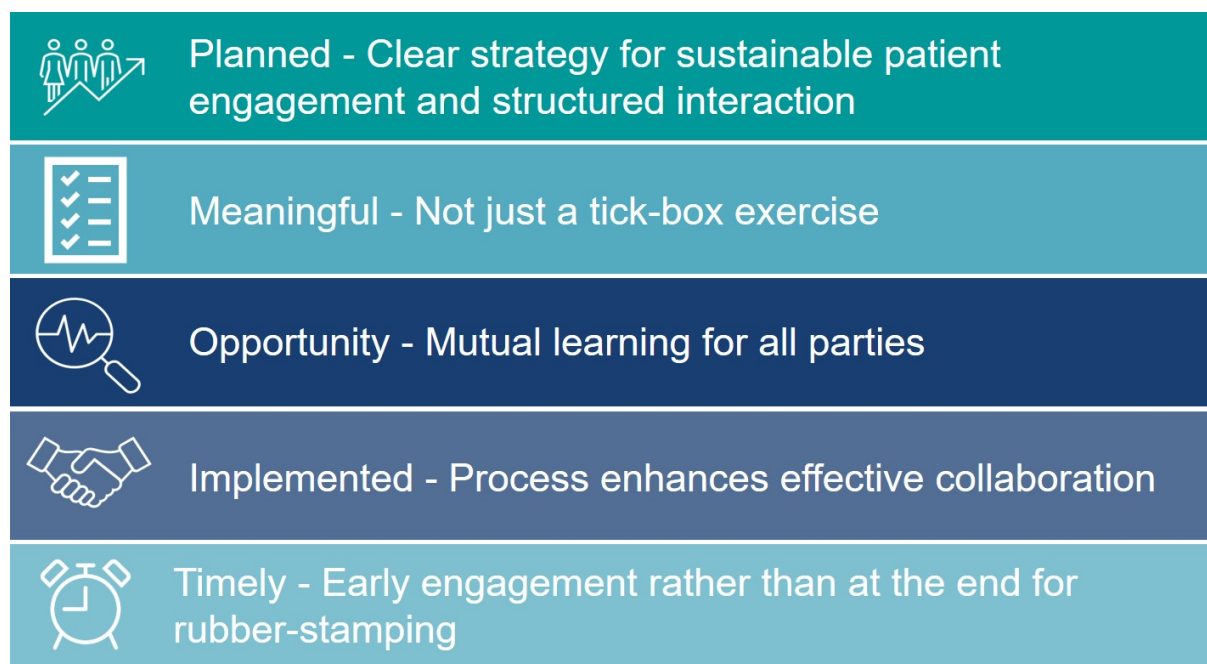 Planned - Clear strategy for sustainable patient
engagement and structured interaction
Meaningful - Not just a tick-box exercise
Opportunity - Mutual learning for all parties
Implemented - Process enhances effective collaboration
Timely - Early engagement rather than at the end for
rubber-stamping